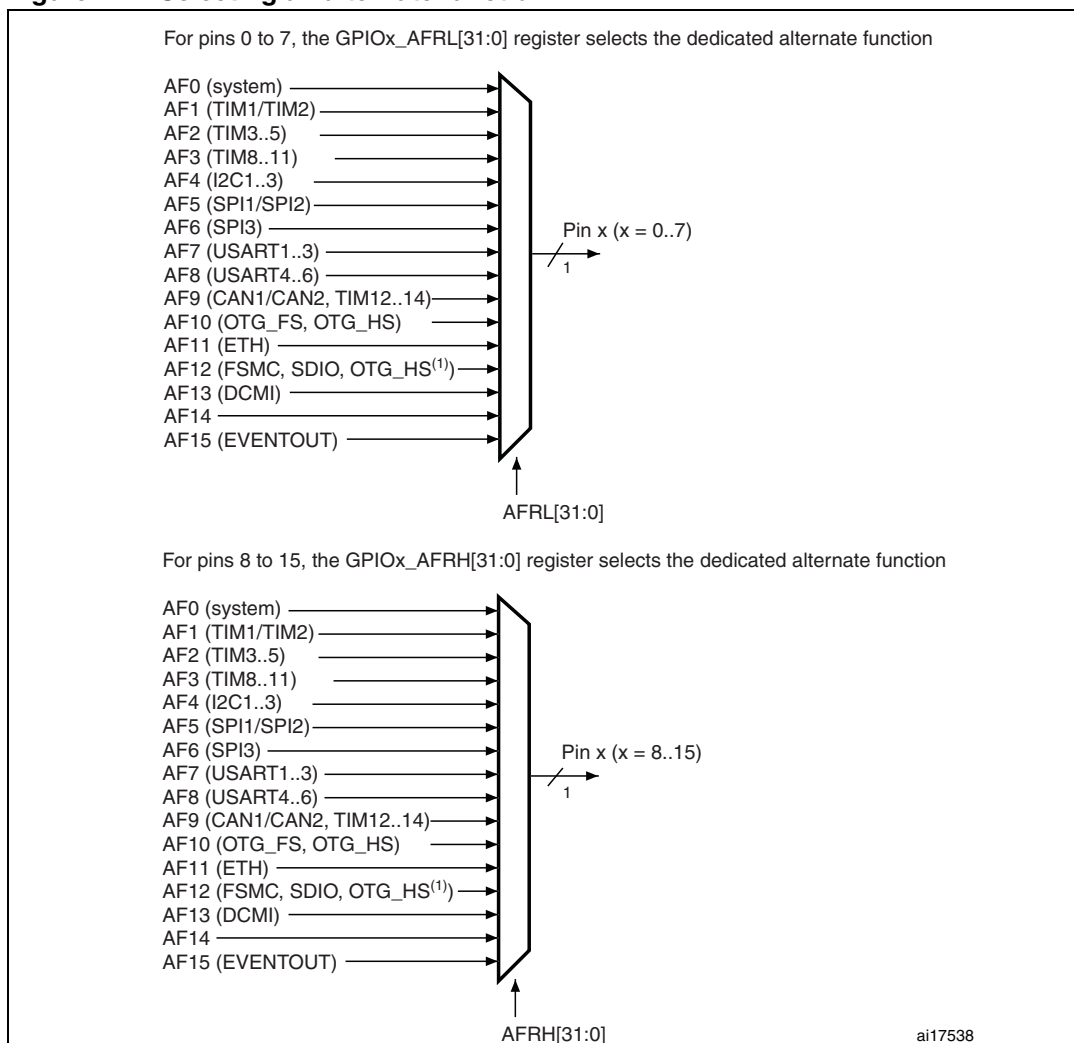 For pins 0 to 7, the GPIOx_AFRL[31:0] register selects the dedicated alternate function
AF0 (system)
AF1 (TIM1/TIM2)
AF2 (TIM3..5)
AF3 (TIM8..11)
AF4 (I2C1..3)
AF5 (SPI1/SPI2)
AF6 (SPI3)
AF7 (USART1..3)
AF8 (USART4..6)
AF9 (CAN1/CAN2, TIM12..14)
AF10 (OTG_FS, OTG_HS)
AF11 (ETH)
AF12 (FSMC, SDIO, OTG_HS(1))
AF13 (DCMI)
AF14
AF15 (EVENTOUT)
Pin x (x = 0..7)
1
AFRL[31:0]
For pins 8 to 15, the GPIOx_AFRH[31:0] register selects the dedicated alternate function
AF0 (system)
AF1 (TIM1/TIM2)
AF2 (TIM3..5)
AF3 (TIM8..11)
AF4 (I2C1..3)
AF5 (SPI1/SPI2)
AF6 (SPI3)
AF7 (USART1..3)
AF8 (USART4..6)
AF9 (CAN1/CAN2, TIM12..14)
AF10 (OTG_FS, OTG_HS)
AF11 (ETH)
AF12 (FSMC, SDIO, OTG_HS(1))
AF13 (DCMI)
AF14
AF15 (EVENTOUT)
Pin x (x = 8..15)
1
AFRH[31:0]
ai17538